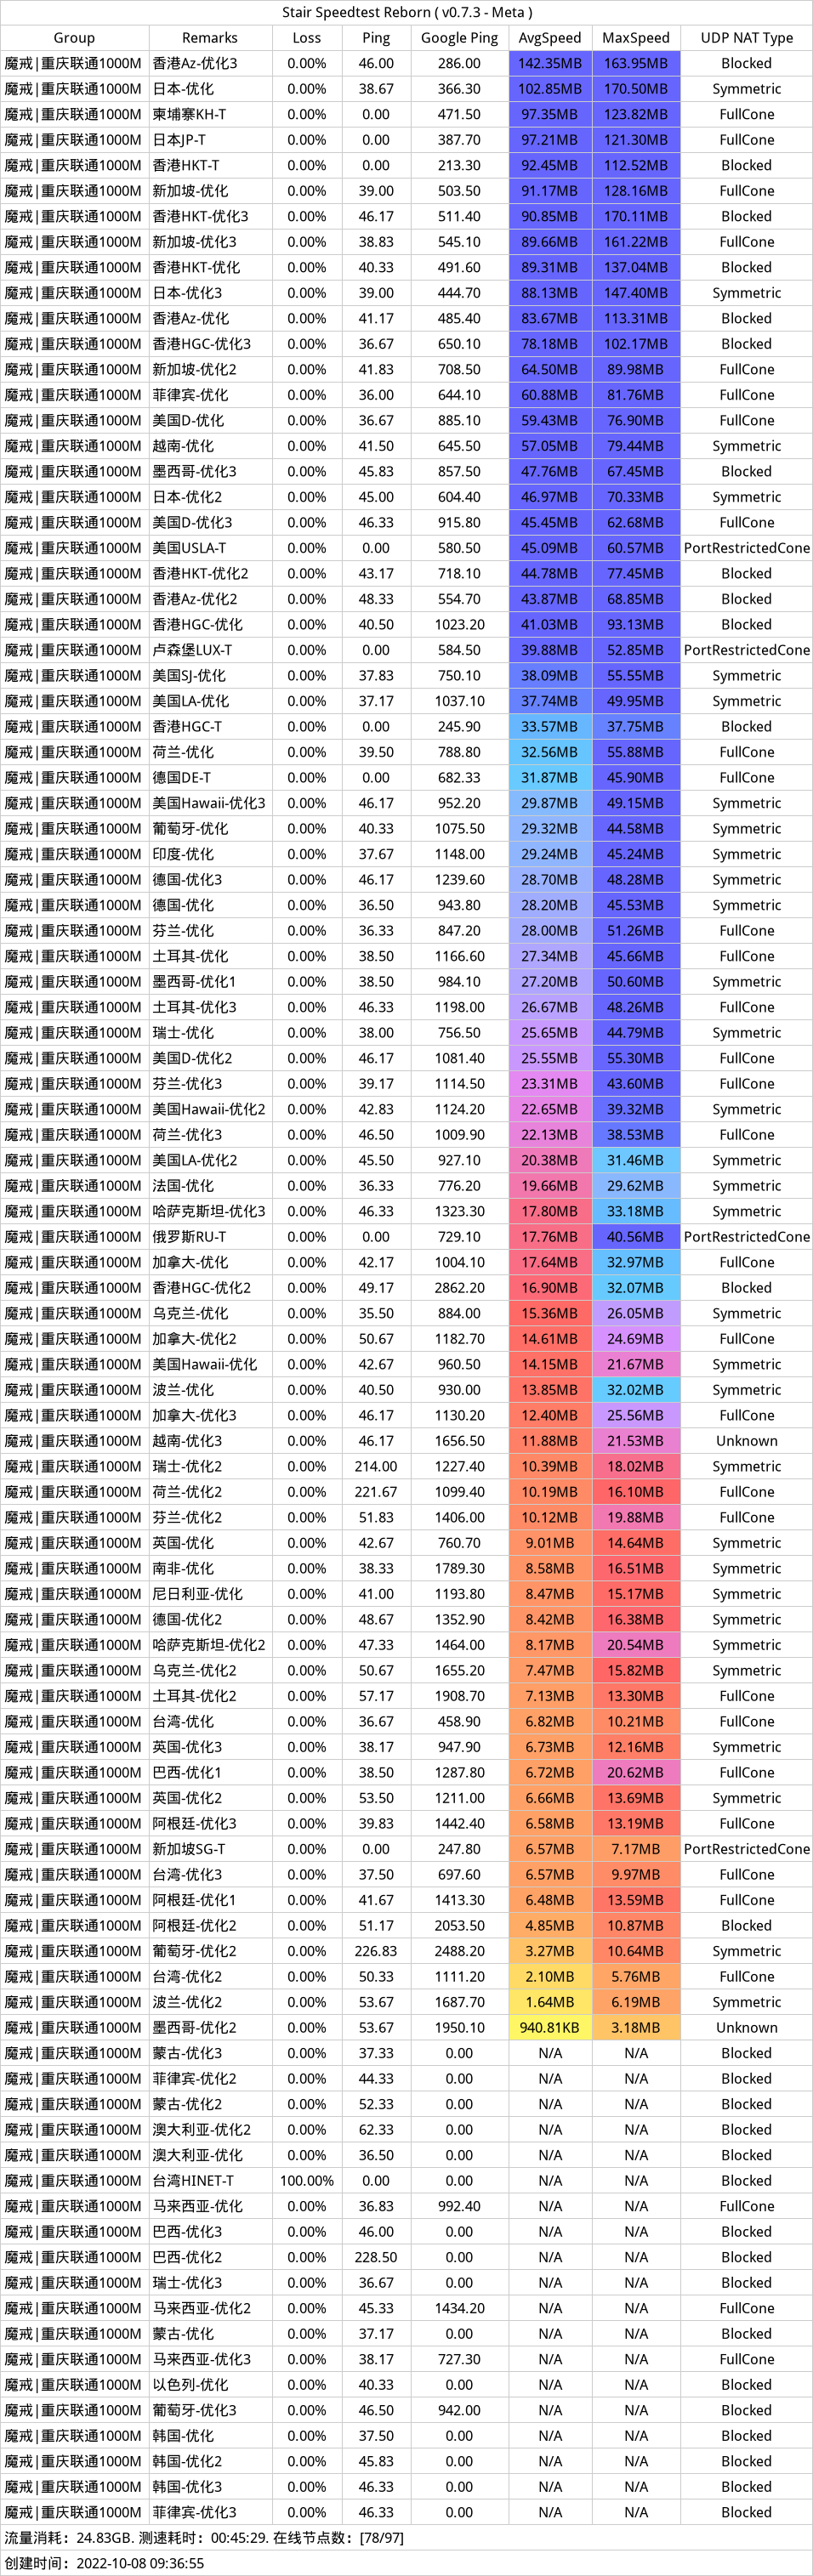 Stair Speedtest Reborn ( v0.7.3 - Meta )
Group Remarks Loss Ping Google Ping AvgSpeed MaxSpeed UDP NAT Type
魔戒|重庆联通1000M 香港Az-优化3 0.00% 46.00 286.00 142.35MB 163.95MB Blocked
魔戒|重庆联通1000M 日本-优化 0.00% 38.67 366.30 102.85MB 170.50MB Symmetric
魔戒|重庆联通1000M 柬埔寨KH-T 0.00% 0.00 471.50 97.35MB 123.82MB FullCone
魔戒|重庆联通1000M 日本JP-T 0.00% 0.00 387.70 97.21MB 121.30MB FullCone
魔戒|重庆联通1000M 香港HKT-T 0.00% 0.00 213.30 92.45MB 112.52MB Blocked
魔戒|重庆联通1000M 新加坡-优化 0.00% 39.00 503.50 91.17MB 128.16MB FullCone
魔戒|重庆联通1000M 香港HKT-优化3 0.00% 46.17 511.40 90.85MB 170.11MB Blocked
魔戒|重庆联通1000M 新加坡-优化3 0.00% 38.83 545.10 89.66MB 161.22MB FullCone
魔戒|重庆联通1000M 香港HKT-优化 0.00% 40.33 491.60 89.31MB 137.04MB Blocked
魔戒|重庆联通1000M 日本-优化3 0.00% 39.00 444.70 88.13MB 147.40MB Symmetric
魔戒|重庆联通1000M 香港Az-优化 0.00% 41.17 485.40 83.67MB 113.31MB Blocked
魔戒|重庆联通1000M 香港HGC-优化3 0.00% 36.67 650.10 78.18MB 102.17MB Blocked
魔戒|重庆联通1000M 新加坡-优化2 0.00% 41.83 708.50 64.50MB 89.98MB FullCone
魔戒|重庆联通1000M 菲律宾-优化 0.00% 36.00 644.10 60.88MB 81.76MB FullCone
魔戒|重庆联通1000M 美国D-优化 0.00% 36.67 885.10 59.43MB 76.90MB FullCone
魔戒|重庆联通1000M 越南-优化 0.00% 41.50 645.50 57.05MB 79.44MB Symmetric
魔戒|重庆联通1000M 墨西哥-优化3 0.00% 45.83 857.50 47.76MB 67.45MB Blocked
魔戒|重庆联通1000M 日本-优化2 0.00% 45.00 604.40 46.97MB 70.33MB Symmetric
魔戒|重庆联通1000M 美国D-优化3 0.00% 46.33 915.80 45.45MB 62.68MB FullCone
魔戒|重庆联通1000M 美国USLA-T 0.00% 0.00 580.50 45.09MB 60.57MB PortRestrictedCone
魔戒|重庆联通1000M 香港HKT-优化2 0.00% 43.17 718.10 44.78MB 77.45MB Blocked
魔戒|重庆联通1000M 香港Az-优化2 0.00% 48.33 554.70 43.87MB 68.85MB Blocked
魔戒|重庆联通1000M 香港HGC-优化 0.00% 40.50 1023.20 41.03MB 93.13MB Blocked
魔戒|重庆联通1000M 卢森堡LUX-T 0.00% 0.00 584.50 39.88MB 52.85MB PortRestrictedCone
魔戒|重庆联通1000M 美国SJ-优化 0.00% 37.83 750.10 38.09MB 55.55MB Symmetric
魔戒|重庆联通1000M 美国LA-优化 0.00% 37.17 1037.10 37.74MB 49.95MB Symmetric
魔戒|重庆联通1000M 香港HGC-T 0.00% 0.00 245.90 33.57MB 37.75MB Blocked
魔戒|重庆联通1000M 荷兰-优化 0.00% 39.50 788.80 32.56MB 55.88MB FullCone
魔戒|重庆联通1000M 德国DE-T 0.00% 0.00 682.33 31.87MB 45.90MB FullCone
魔戒|重庆联通1000M 美国Hawaii-优化3 0.00% 46.17 952.20 29.87MB 49.15MB Symmetric
魔戒|重庆联通1000M 葡萄牙-优化 0.00% 40.33 1075.50 29.32MB 44.58MB Symmetric
魔戒|重庆联通1000M 印度-优化 0.00% 37.67 1148.00 29.24MB 45.24MB Symmetric
魔戒|重庆联通1000M 德国-优化3 0.00% 46.17 1239.60 28.70MB 48.28MB Symmetric
魔戒|重庆联通1000M 德国-优化 0.00% 36.50 943.80 28.20MB 45.53MB Symmetric
魔戒|重庆联通1000M 芬兰-优化 0.00% 36.33 847.20 28.00MB 51.26MB FullCone
魔戒|重庆联通1000M 土耳其-优化 0.00% 38.50 1166.60 27.34MB 45.66MB FullCone
魔戒|重庆联通1000M 墨西哥-优化1 0.00% 38.50 984.10 27.20MB 50.60MB Symmetric
魔戒|重庆联通1000M 土耳其-优化3 0.00% 46.33 1198.00 26.67MB 48.26MB FullCone
魔戒|重庆联通1000M 瑞士-优化 0.00% 38.00 756.50 25.65MB 44.79MB Symmetric
魔戒|重庆联通1000M 美国D-优化2 0.00% 46.17 1081.40 25.55MB 55.30MB FullCone
魔戒|重庆联通1000M 芬兰-优化3 0.00% 39.17 1114.50 23.31MB 43.60MB FullCone
魔戒|重庆联通1000M 美国Hawaii-优化2 0.00% 42.83 1124.20 22.65MB 39.32MB Symmetric
魔戒|重庆联通1000M 荷兰-优化3 0.00% 46.50 1009.90 22.13MB 38.53MB FullCone
魔戒|重庆联通1000M 美国LA-优化2 0.00% 45.50 927.10 20.38MB 31.46MB Symmetric
魔戒|重庆联通1000M 法国-优化 0.00% 36.33 776.20 19.66MB 29.62MB Symmetric
魔戒|重庆联通1000M 哈萨克斯坦-优化3 0.00% 46.33 1323.30 17.80MB 33.18MB Symmetric
魔戒|重庆联通1000M 俄罗斯RU-T 0.00% 0.00 729.10 17.76MB 40.56MB PortRestrictedCone
魔戒|重庆联通1000M 加拿大-优化 0.00% 42.17 1004.10 17.64MB 32.97MB FullCone
魔戒|重庆联通1000M 香港HGC-优化2 0.00% 49.17 2862.20 16.90MB 32.07MB Blocked
魔戒|重庆联通1000M 乌克兰-优化 0.00% 35.50 884.00 15.36MB 26.05MB Symmetric
魔戒|重庆联通1000M 加拿大-优化2 0.00% 50.67 1182.70 14.61MB 24.69MB FullCone
魔戒|重庆联通1000M 美国Hawaii-优化 0.00% 42.67 960.50 14.15MB 21.67MB Symmetric
魔戒|重庆联通1000M 波兰-优化 0.00% 40.50 930.00 13.85MB 32.02MB Symmetric
魔戒|重庆联通1000M 加拿大-优化3 0.00% 46.17 1130.20 12.40MB 25.56MB FullCone
魔戒|重庆联通1000M 越南-优化3 0.00% 46.17 1656.50 11.88MB 21.53MB Unknown
魔戒|重庆联通1000M 瑞士-优化2 0.00% 214.00 1227.40 10.39MB 18.02MB Symmetric
魔戒|重庆联通1000M 荷兰-优化2 0.00% 221.67 1099.40 10.19MB 16.10MB FullCone
魔戒|重庆联通1000M 芬兰-优化2 0.00% 51.83 1406.00 10.12MB 19.88MB FullCone
魔戒|重庆联通1000M 英国-优化 0.00% 42.67 760.70 9.01MB 14.64MB Symmetric
魔戒|重庆联通1000M 南非-优化 0.00% 38.33 1789.30 8.58MB 16.51MB Symmetric
魔戒|重庆联通1000M 尼日利亚-优化 0.00% 41.00 1193.80 8.47MB 15.17MB Symmetric
魔戒|重庆联通1000M 德国-优化2 0.00% 48.67 1352.90 8.42MB 16.38MB Symmetric
魔戒|重庆联通1000M 哈萨克斯坦-优化2 0.00% 47.33 1464.00 8.17MB 20.54MB Symmetric
魔戒|重庆联通1000M 乌克兰-优化2 0.00% 50.67 1655.20 7.47MB 15.82MB Symmetric
魔戒|重庆联通1000M 土耳其-优化2 0.00% 57.17 1908.70 7.13MB 13.30MB FullCone
魔戒|重庆联通1000M 台湾-优化 0.00% 36.67 458.90 6.82MB 10.21MB FullCone
魔戒|重庆联通1000M 英国-优化3 0.00% 38.17 947.90 6.73MB 12.16MB Symmetric
魔戒|重庆联通1000M 巴西-优化1 0.00% 38.50 1287.80 6.72MB 20.62MB FullCone
魔戒|重庆联通1000M 英国-优化2 0.00% 53.50 1211.00 6.66MB 13.69MB Symmetric
魔戒|重庆联通1000M 阿根廷-优化3 0.00% 39.83 1442.40 6.58MB 13.19MB FullCone
魔戒|重庆联通1000M 新加坡SG-T 0.00% 0.00 247.80 6.57MB 7.17MB PortRestrictedCone
魔戒|重庆联通1000M 台湾-优化3 0.00% 37.50 697.60 6.57MB 9.97MB FullCone
魔戒|重庆联通1000M 阿根廷-优化1 0.00% 41.67 1413.30 6.48MB 13.59MB FullCone
魔戒|重庆联通1000M 阿根廷-优化2 0.00% 51.17 2053.50 4.85MB 10.87MB Blocked
魔戒|重庆联通1000M 葡萄牙-优化2 0.00% 226.83 2488.20 3.27MB 10.64MB Symmetric
魔戒|重庆联通1000M 台湾-优化2 0.00% 50.33 1111.20 2.10MB 5.76MB FullCone
魔戒|重庆联通1000M 波兰-优化2 0.00% 53.67 1687.70 1.64MB 6.19MB Symmetric
魔戒|重庆联通1000M 墨西哥-优化2 0.00% 53.67 1950.10 940.81KB 3.18MB Unknown
魔戒|重庆联通1000M 蒙古-优化3 0.00% 37.33 0.00 N/A N/A Blocked
魔戒|重庆联通1000M 菲律宾-优化2 0.00% 44.33 0.00 N/A N/A Blocked
魔戒|重庆联通1000M 蒙古-优化2 0.00% 52.33 0.00 N/A N/A Blocked
魔戒|重庆联通1000M 澳大利亚-优化2 0.00% 62.33 0.00 N/A N/A Blocked
魔戒|重庆联通1000M 澳大利亚-优化 0.00% 36.50 0.00 N/A N/A Blocked
魔戒|重庆联通1000M 台湾HINET-T 100.00% 0.00 0.00 N/A N/A Blocked
魔戒|重庆联通1000M 马来西亚-优化 0.00% 36.83 992.40 N/A N/A FullCone
魔戒|重庆联通1000M 巴西-优化3 0.00% 46.00 0.00 N/A N/A Blocked
魔戒|重庆联通1000M 巴西-优化2 0.00% 228.50 0.00 N/A N/A Blocked
魔戒|重庆联通1000M 瑞士-优化3 0.00% 36.67 0.00 N/A N/A Blocked
魔戒|重庆联通1000M 马来西亚-优化2 0.00% 45.33 1434.20 N/A N/A FullCone
魔戒|重庆联通1000M 蒙古-优化 0.00% 37.17 0.00 N/A N/A Blocked
魔戒|重庆联通1000M 马来西亚-优化3 0.00% 38.17 727.30 N/A N/A FullCone
魔戒|重庆联通1000M 以色列-优化 0.00% 40.33 0.00 N/A N/A Blocked
魔戒|重庆联通1000M 葡萄牙-优化3 0.00% 46.50 942.00 N/A N/A Blocked
魔戒|重庆联通1000M 韩国-优化 0.00% 37.50 0.00 N/A N/A Blocked
魔戒|重庆联通1000M 韩国-优化2 0.00% 45.83 0.00 N/A N/A Blocked
魔戒|重庆联通1000M 韩国-优化3 0.00% 46.33 0.00 N/A N/A Blocked
魔戒|重庆联通1000M 菲律宾-优化3 0.00% 46.33 0.00 N/A N/A Blocked
流量消耗：24.83GB. 测速耗时：00:45:29. 在线节点数：[78/97]
创建时间：2022-10-08 09:36:55